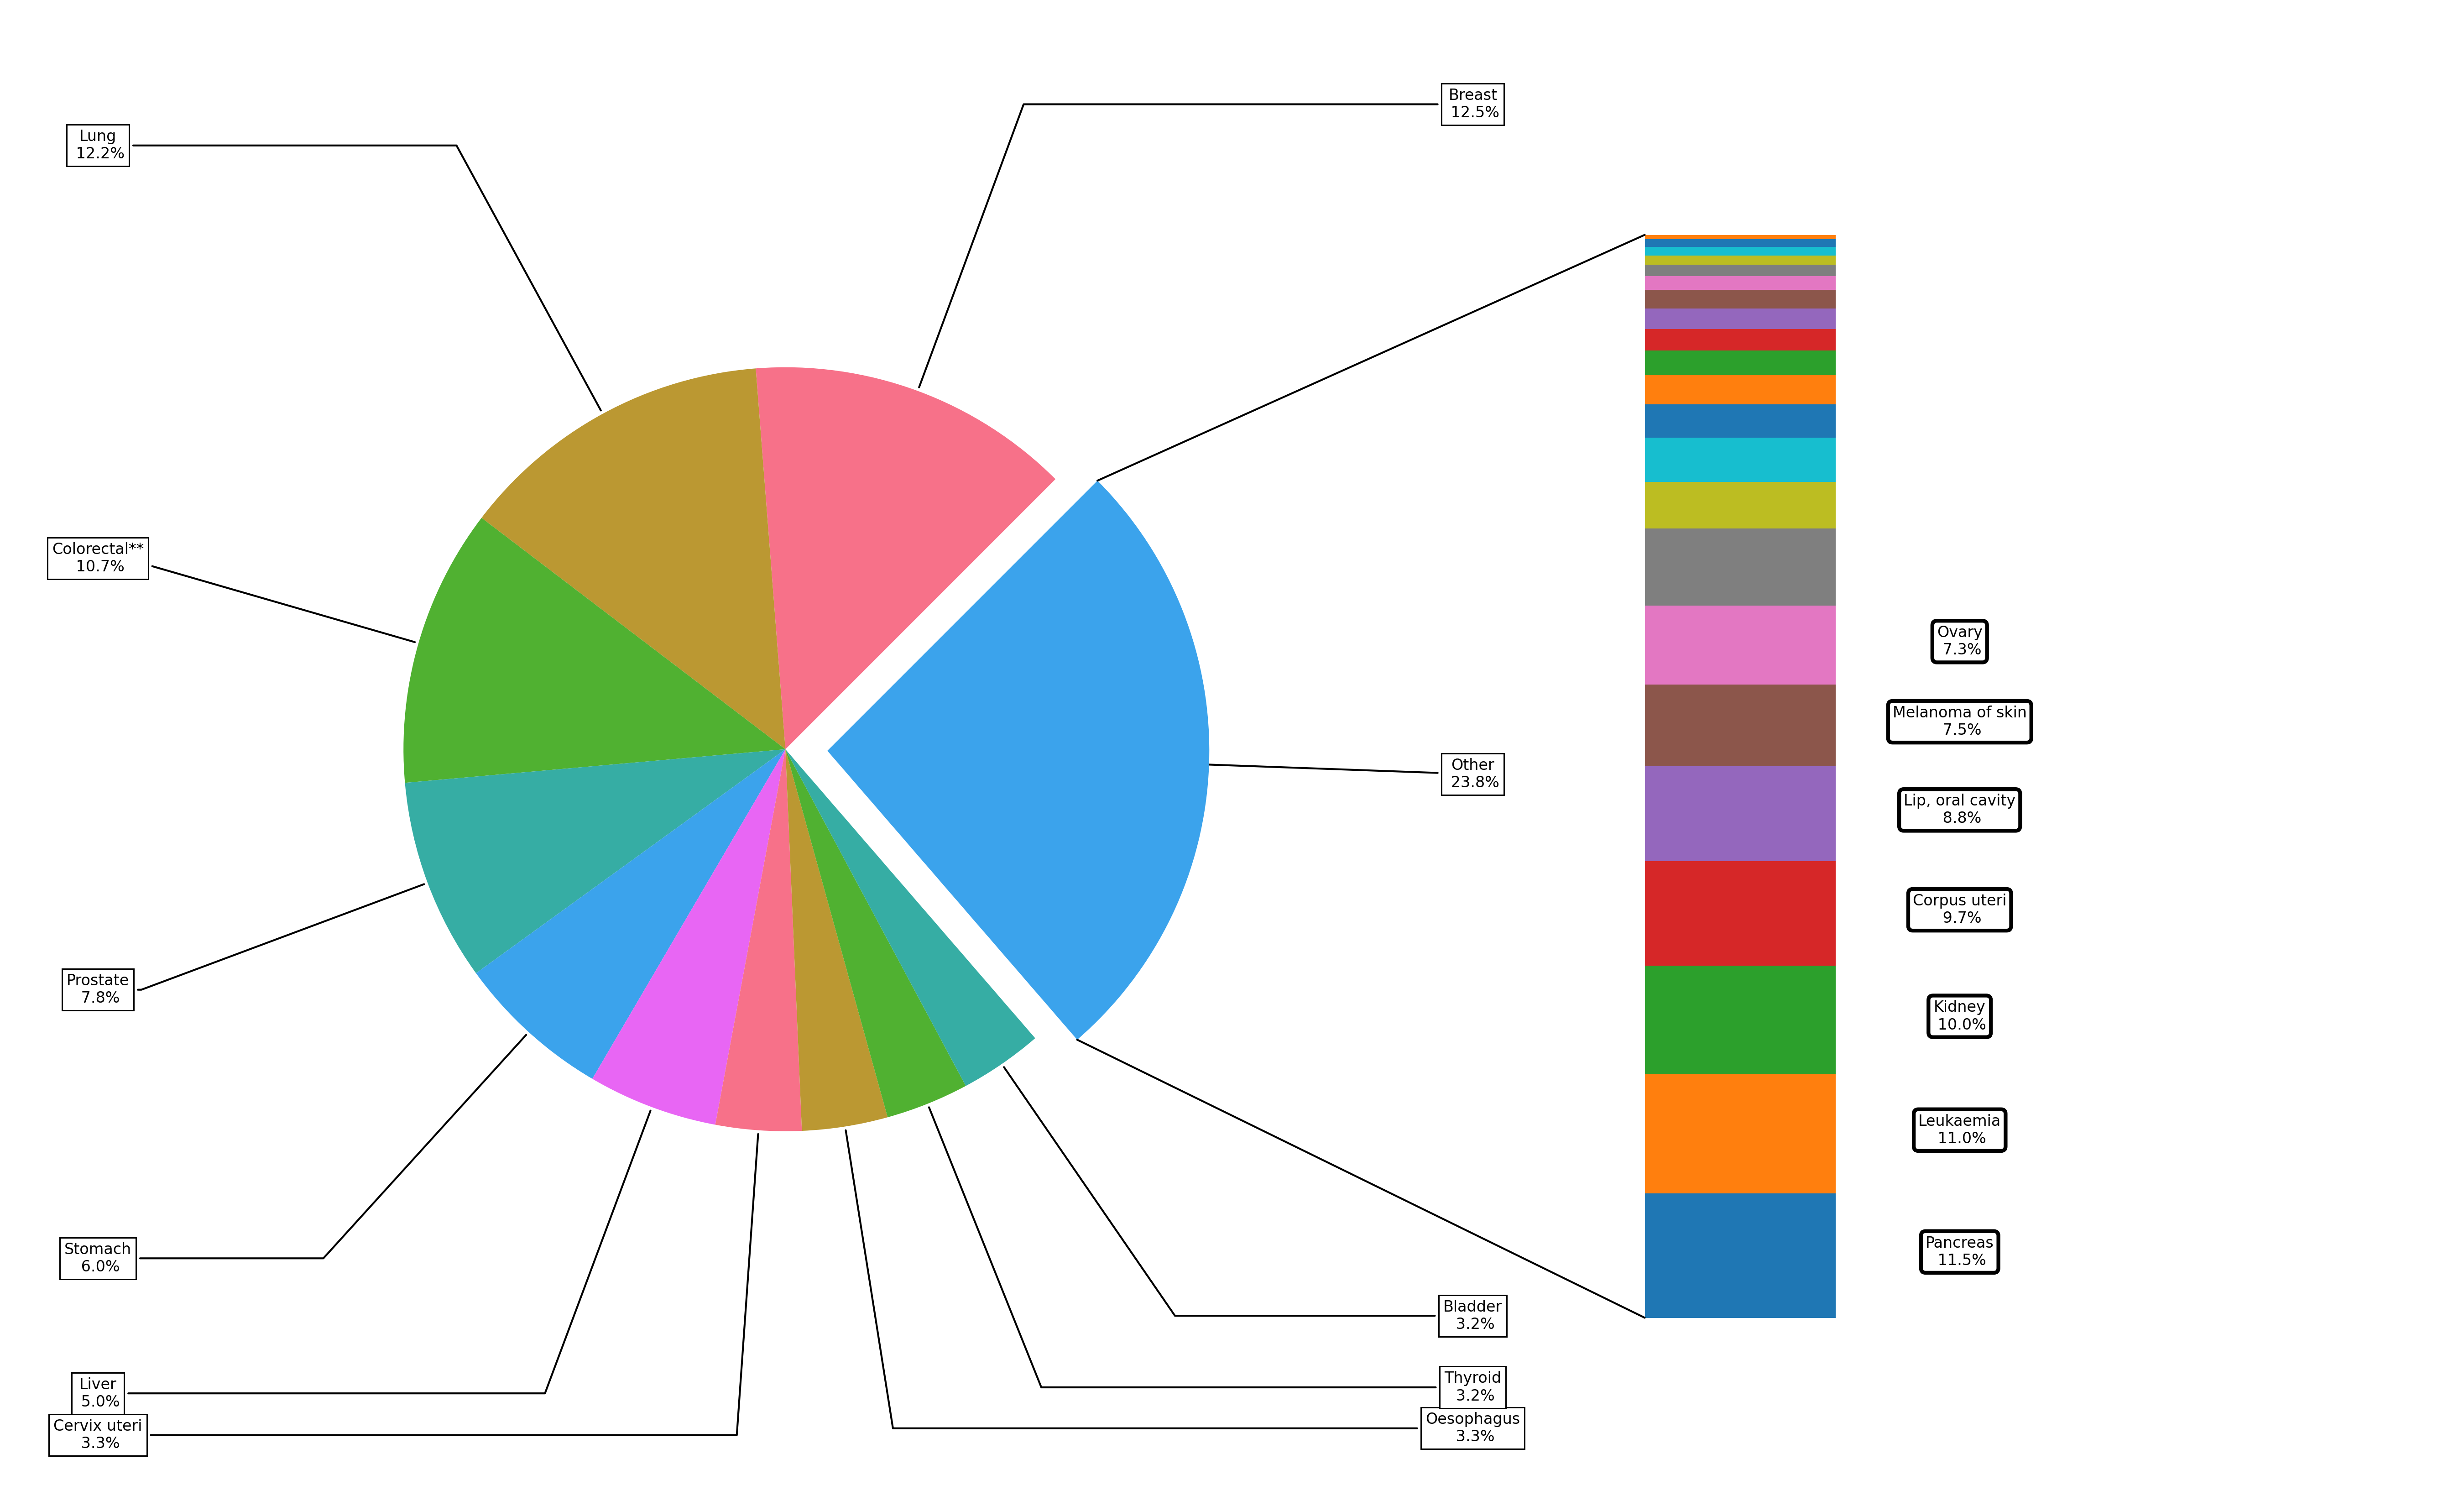 Breast
12.5%
Lung
12.2%
Colorectal**
10.7%
Ovary
7.3%
Melanoma of skin
7.5%
Other
23.8%
Lip, oral cavity
8.8%
Corpus uteri
9.7%
Prostate
7.8%
Kidney
10.0%
Leukaemia
11.0%
Stomach
6.0%
Pancreas
11.5%
Bladder
3.2%
Liver
5.0%
Thyroid
3.2%
Cervix uteri
3.3%
Oesophagus
3.3%